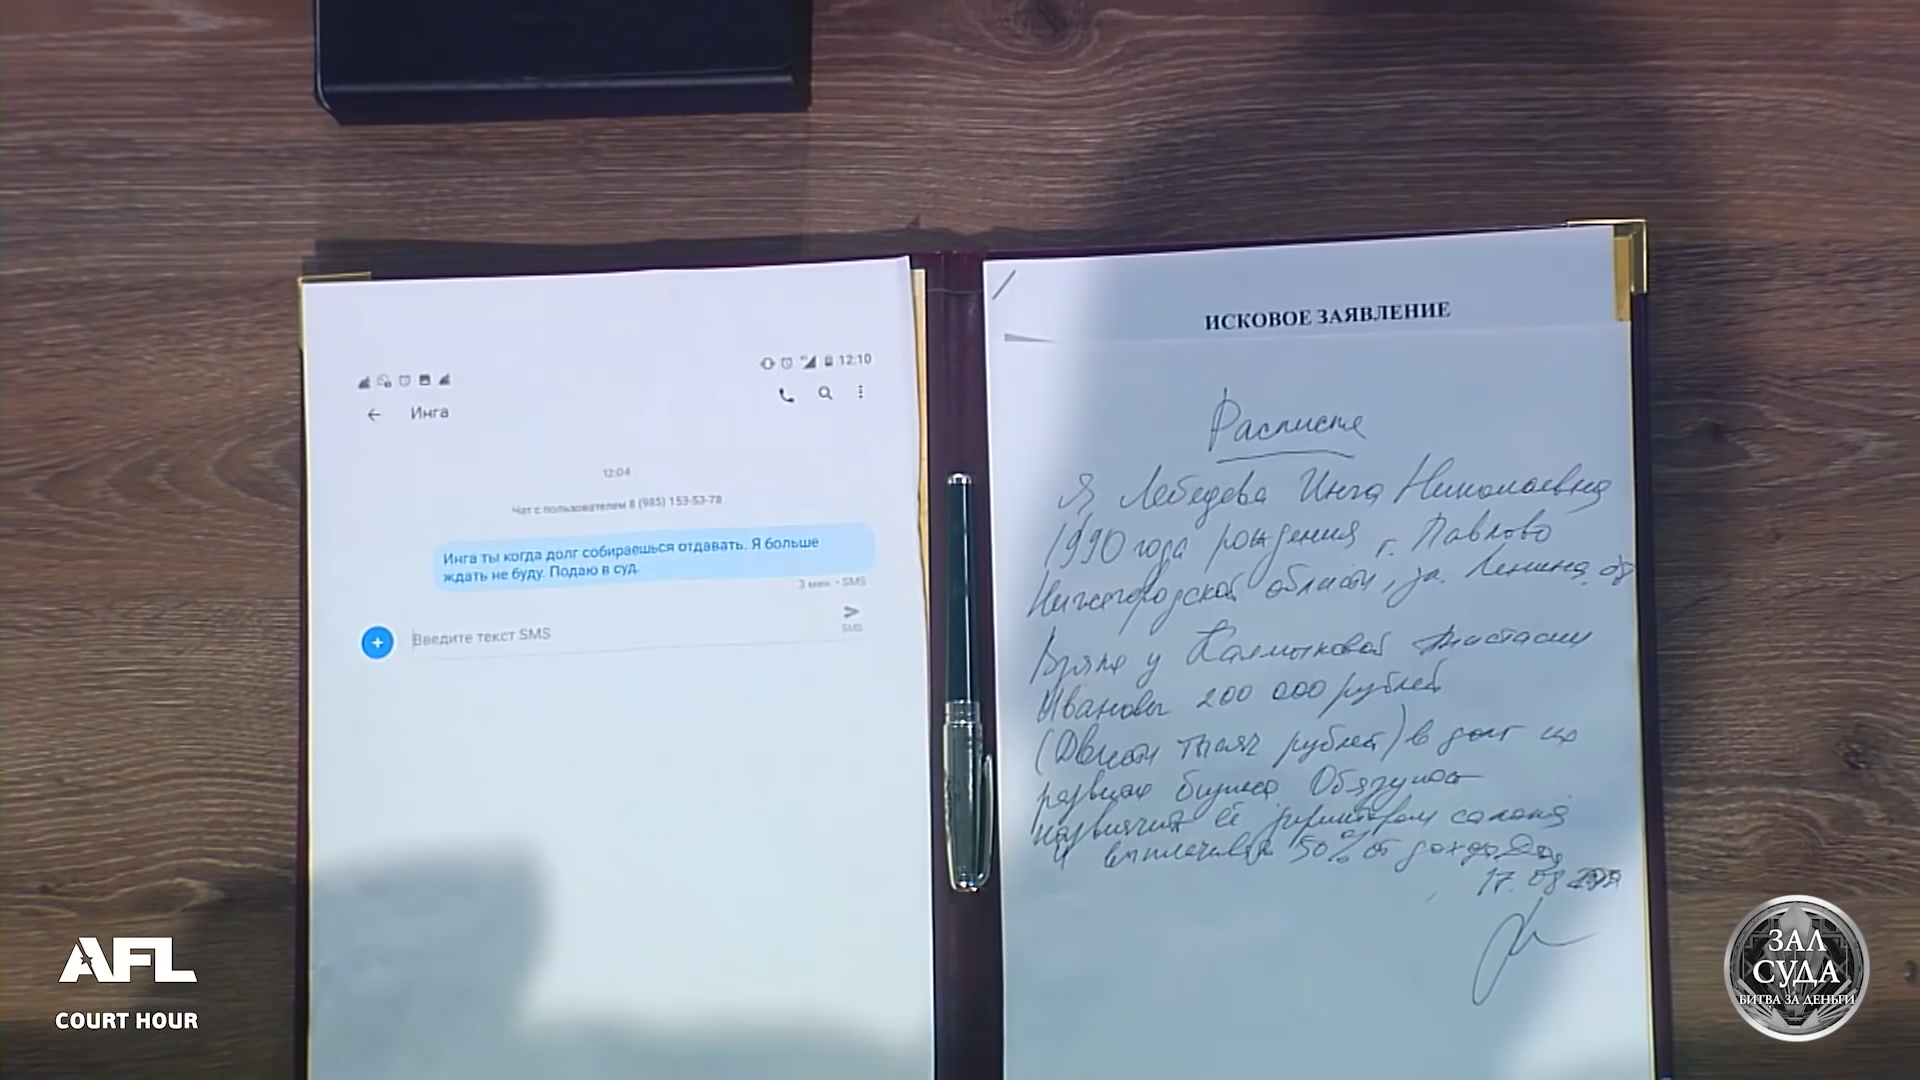 12:10
Инга
12:04
Чат с пользователем 8 (985) 153-53-78
Инга ты когда долг собираешься отдавать. Я больше
ждать не буду. Подаю в суд.
3 мин. • SMS
Введите текст SMS
SMS
ИСКОВОЕ ЗАЯВЛЕНИЕ
Расписка
Я Лебедева Инга Николаевна
1990 года рождения г. Павлово
Нижегородской области, ул. Ленина
Взяла у Калмыковой Анастасии
Ивановны 200 000 рублей
(Двести тысяч рублей) в долг на
развитие бизнеса Обязуюсь
назначить её директором салона
и выплачивать 50% от дохода
17.08
AFL
COURT HOUR
ЗАЛ
СУДА
БИТВА ЗА ДЕНЬГИ